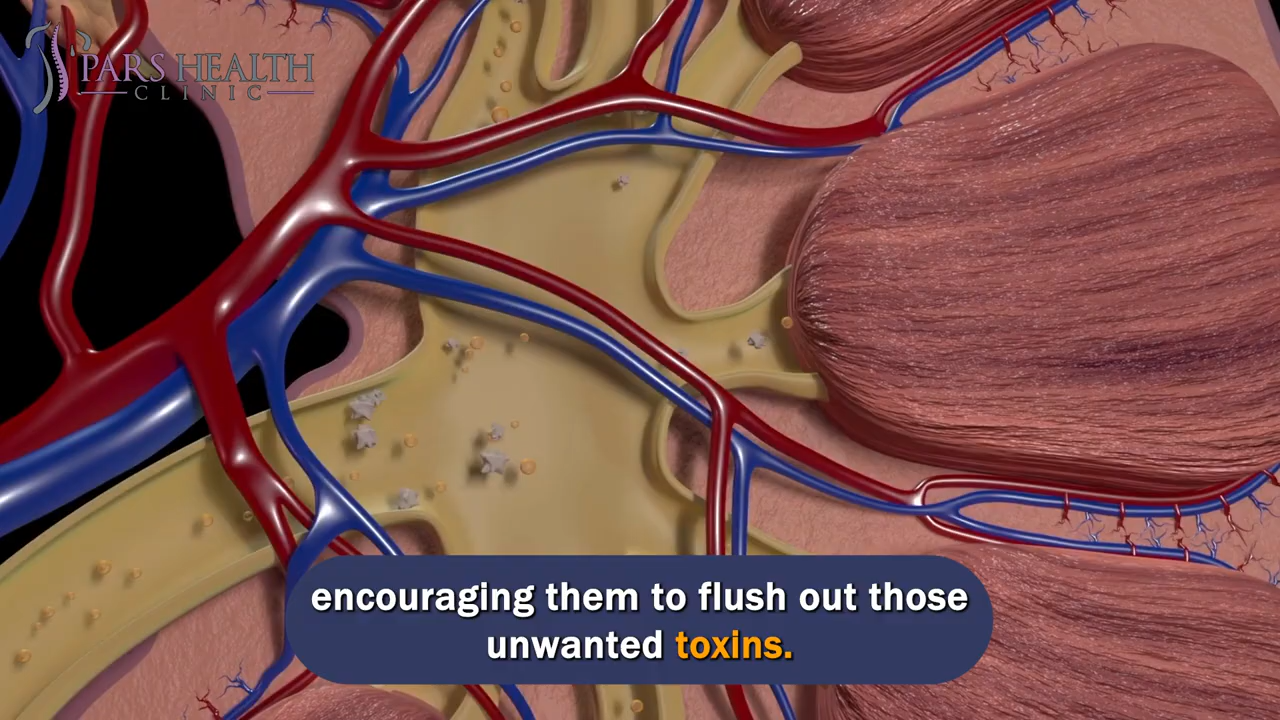 PARS HEALTH
CLINIC
encouraging them to flush out those
unwanted toxins.